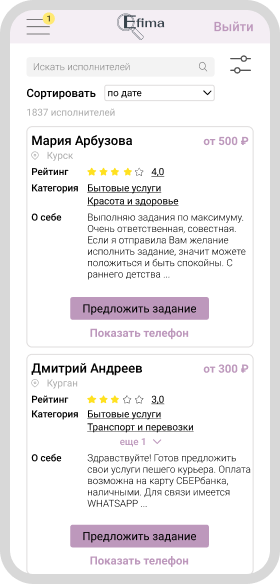 1
Efima
Выйти
Искать исполнителей
Сортировать по дате
1837 исполнителей
Мария Арбузова от 500 ₽
Курск
Рейтинг 4,0
Категория Бытовые услуги
Красота и здоровье
О себе Выполняю задания по максимуму.
Очень ответственная, совестная.
Если я отправила Вам желание
исполнить задание, значит можете
положиться и быть спокойны. С
раннего детства ...
Предложить задание
Показать телефон
Дмитрий Андреев от 300 ₽
Курган
Рейтинг 3,0
Категория Бытовые услуги
Транспорт и перевозки
еще 1
О себе Здравствуйте! Готов предложить
свои услуги пешего курьера. Оплата
возможна на карту СБЕРбанка,
наличными. Для связи имеется
WHATSAPP ...
Предложить задание
Показать телефон